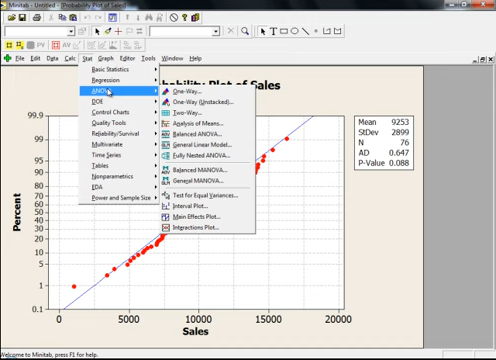 Minitab - Untitled - [Probability Plot of Sales]
File Edit Data Calc Stat Graph Editor Tools Window Help
Probability Plot of Sales
Basic Statistics
Regression
ANOVA
DOE
Control Charts
Quality Tools
Reliability/Survival
Multivariate
Time Series
Tables
Nonparametrics
EDA
Power and Sample Size
One-Way...
One-Way (Unstacked)...
Two-Way...
Analysis of Means...
Balanced ANOVA...
General Linear Model...
Fully Nested ANOVA...
Balanced MANOVA...
General MANOVA...
Test for Equal Variances...
Interval Plot...
Main Effects Plot...
Interactions Plot...
Mean 9253
StDev 2899
N 76
AD 0.647
P-Value 0.088
Percent
99.9
99
95
90
80
70
60
50
40
30
20
10
5
1
0.1
0 5000 10000 15000 20000
Sales
Welcome to Minitab, press F1 for help.